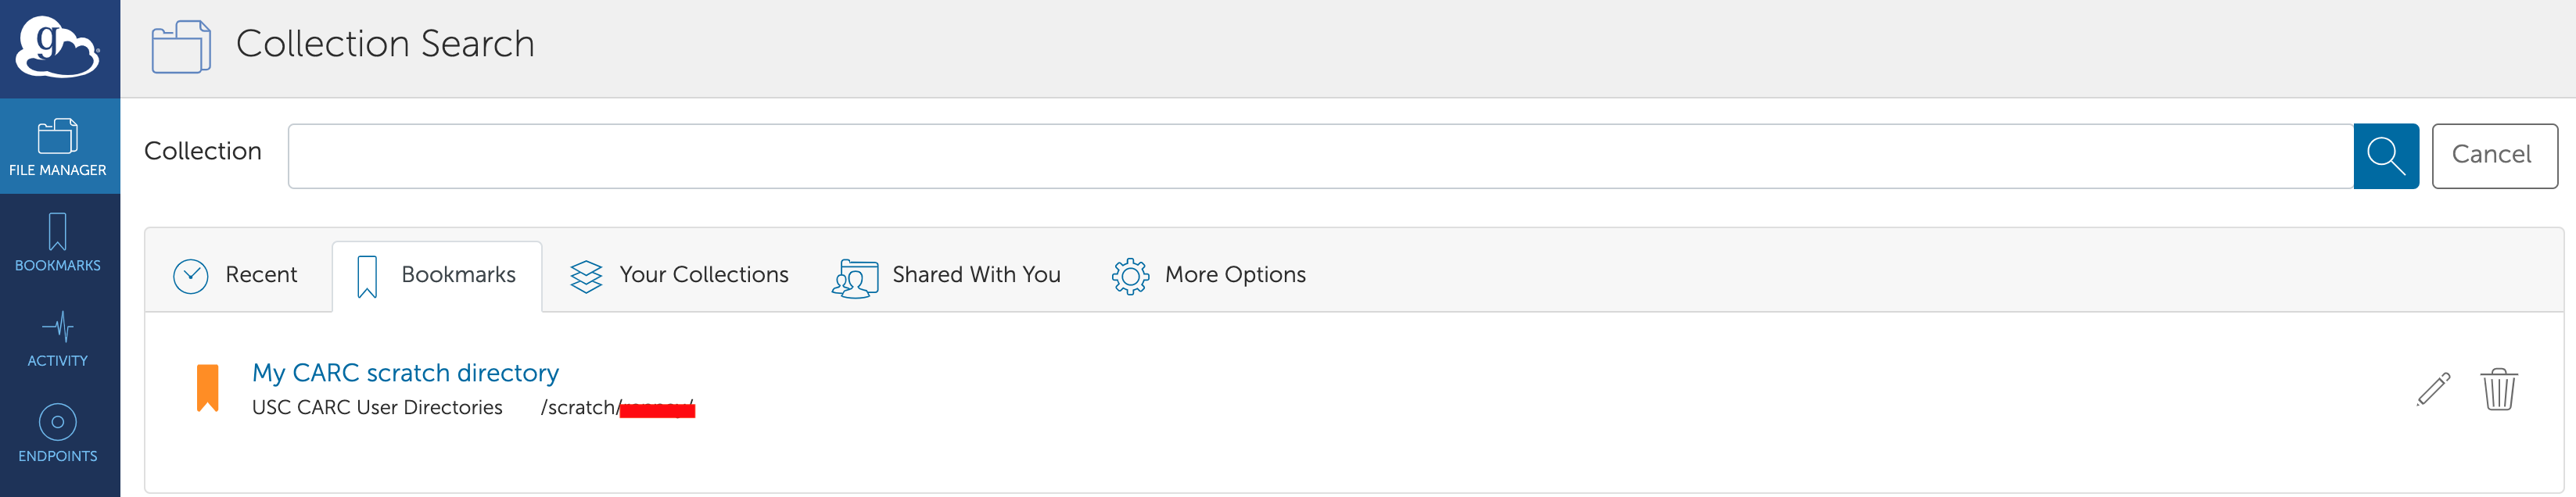 g
Collection Search
FILE MANAGER
BOOKMARKS
ACTIVITY
ENDPOINTS
Collection
Cancel
Recent
Bookmarks
Your Collections
Shared With You
More Options
My CARC scratch directory
USC CARC User Directories /scratch/